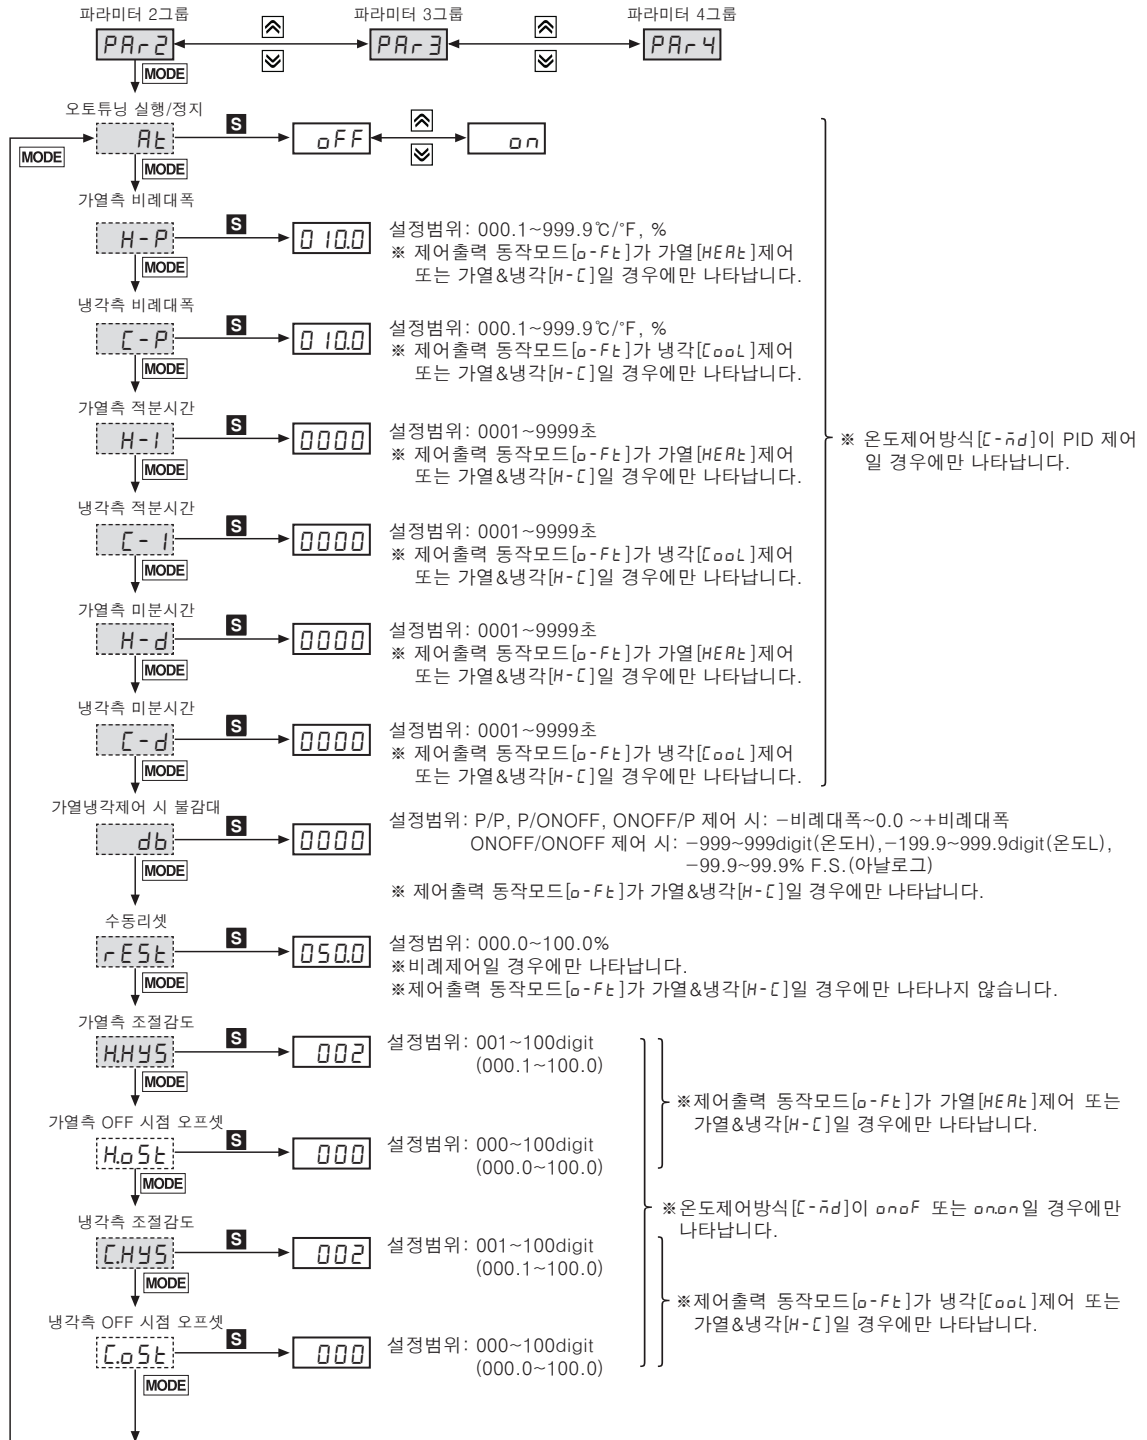 파라미터 2그룹 파라미터 3그룹 파라미터 4그룹
PAr2 PAr3 PAr4
MODE
오토튜닝 실행/정지
At S oFF on
MODE
MODE
가열측 비례대폭
H-P S 010.0 설정범위: 000.1~999.9℃/℉, %
※ 제어출력 동작모드[o-Ft]가 가열[HEAt]제어
또는 가열&냉각[H-C]일 경우에만 나타납니다.
MODE
냉각측 비례대폭
C-P S 010.0 설정범위: 000.1~999.9℃/℉, %
※ 제어출력 동작모드[o-Ft]가 냉각[CooL]제어
또는 가열&냉각[H-C]일 경우에만 나타납니다.
MODE
가열측 적분시간
H-I S 0000 설정범위: 0001~9999초
※ 제어출력 동작모드[o-Ft]가 가열[HEAt]제어
또는 가열&냉각[H-C]일 경우에만 나타납니다.
MODE
※ 온도제어방식[C-md]이 PID 제어
일 경우에만 나타납니다.
냉각측 적분시간
C-I S 0000 설정범위: 0001~9999초
※ 제어출력 동작모드[o-Ft]가 냉각[CooL]제어
또는 가열&냉각[H-C]일 경우에만 나타납니다.
MODE
가열측 미분시간
H-d S 0000 설정범위: 0001~9999초
※ 제어출력 동작모드[o-Ft]가 가열[HEAt]제어
또는 가열&냉각[H-C]일 경우에만 나타납니다.
MODE
냉각측 미분시간
C-d S 0000 설정범위: 0001~9999초
※ 제어출력 동작모드[o-Ft]가 냉각[CooL]제어
또는 가열&냉각[H-C]일 경우에만 나타납니다.
MODE
가열냉각제어 시 불감대
db S 0000 설정범위: P/P, P/ONOFF, ONOFF/P 제어 시: −비례대폭~0.0 ~+비례대폭
ONOFF/ONOFF 제어 시: −999~999digit(온도H),−199.9~999.9digit(온도L),
−99.9~99.9% F.S.(아날로그)
※ 제어출력 동작모드[o-Ft]가 가열&냉각[H-C]일 경우에만 나타납니다.
MODE
수동리셋
rESt S 050.0 설정범위: 000.0~100.0%
※비례제어일 경우에만 나타납니다.
※제어출력 동작모드[o-Ft]가 가열&냉각[H-C]일 경우에만 나타나지 않습니다.
MODE
가열측 조절감도
H.HYS S 002 설정범위: 001~100digit
(000.1~100.0)
MODE
※제어출력 동작모드[o-Ft]가 가열[HEAt]제어 또는
가열&냉각[H-C]일 경우에만 나타납니다.
가열측 OFF 시점 오프셋
H.oSt S 000 설정범위: 000~100digit
(000.0~100.0)
MODE
※온도제어방식[C-md]이 onoF 또는 on.on일 경우에만
나타납니다.
냉각측 조절감도
C.HYS S 002 설정범위: 001~100digit
(000.1~100.0)
MODE
※제어출력 동작모드[o-Ft]가 냉각[CooL]제어 또는
가열&냉각[H-C]일 경우에만 나타납니다.
냉각측 OFF 시점 오프셋
C.oSt S 000 설정범위: 000~100digit
(000.0~100.0)
MODE